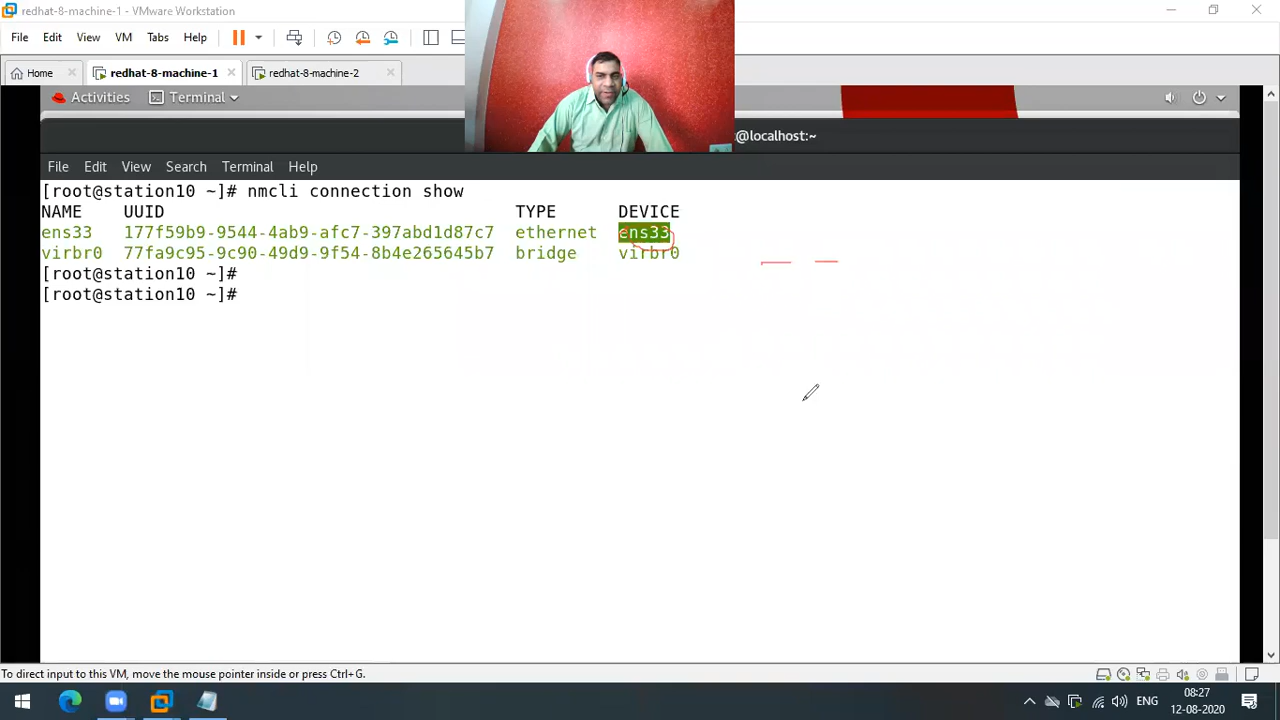 redhat-8-machine-1 - VMware Workstation
File Edit View VM Tabs Help
Home redhat-8-machine-1 redhat-8-machine-2
Activities Terminal
@localhost:~
File Edit View Search Terminal Help
[root@station10 ~]# nmcli connection show
NAME UUID TYPE DEVICE
ens33 177f59b9-9544-4ab9-afc7-397abd1d87c7 ethernet ens33
virbr0 77fa9c95-9c90-49d9-9f54-8b4e265645b7 bridge virbr0
[root@station10 ~]#
[root@station10 ~]#
To direct input to this VM, move the mouse pointer inside or press Ctrl+G.
ENG 08:27
12-08-2020